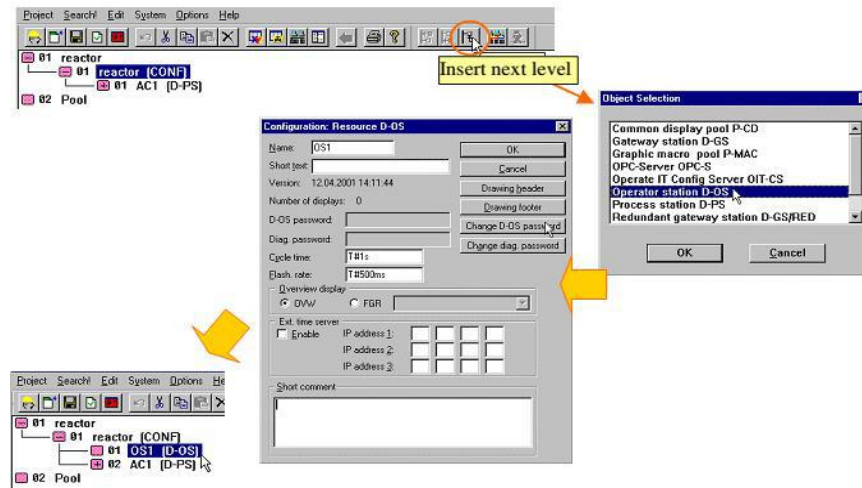 Project Search! Edit System Options Help
01 reactor
01 reactor (CONF)
01 AC1 (D-PS)
02 Pool
Insert next level
Object Selection
Common display pool P-CD
Gateway station D-GS
Graphic macro pool P-MAC
OPC-Server OPC-S
Operate IT Config Server OIT-CS
Operator station D-OS
Process station D-PS
Redundant gateway station D-GS/RED
OK Cancel
Configuration: Resource D-OS
Name: OS1
OK
Short text:
Cancel
Version: 12.04.2001 14:11:44
Drawing header
Number of displays: 0
Drawing footer
D-OS password:
Change D-OS password
Diag. password:
Change diag. password
Cycle time: T#1s
Flash. rate: T#500ms
Overview display
OVW FGR
Ext. time server
Enable IP address 1:
IP address 2:
IP address 3:
Short comment
Project Search! Edit System Options He
01 reactor
01 reactor (CONF)
01 OS1 (D-OS)
02 AC1 (D-PS)
02 Pool